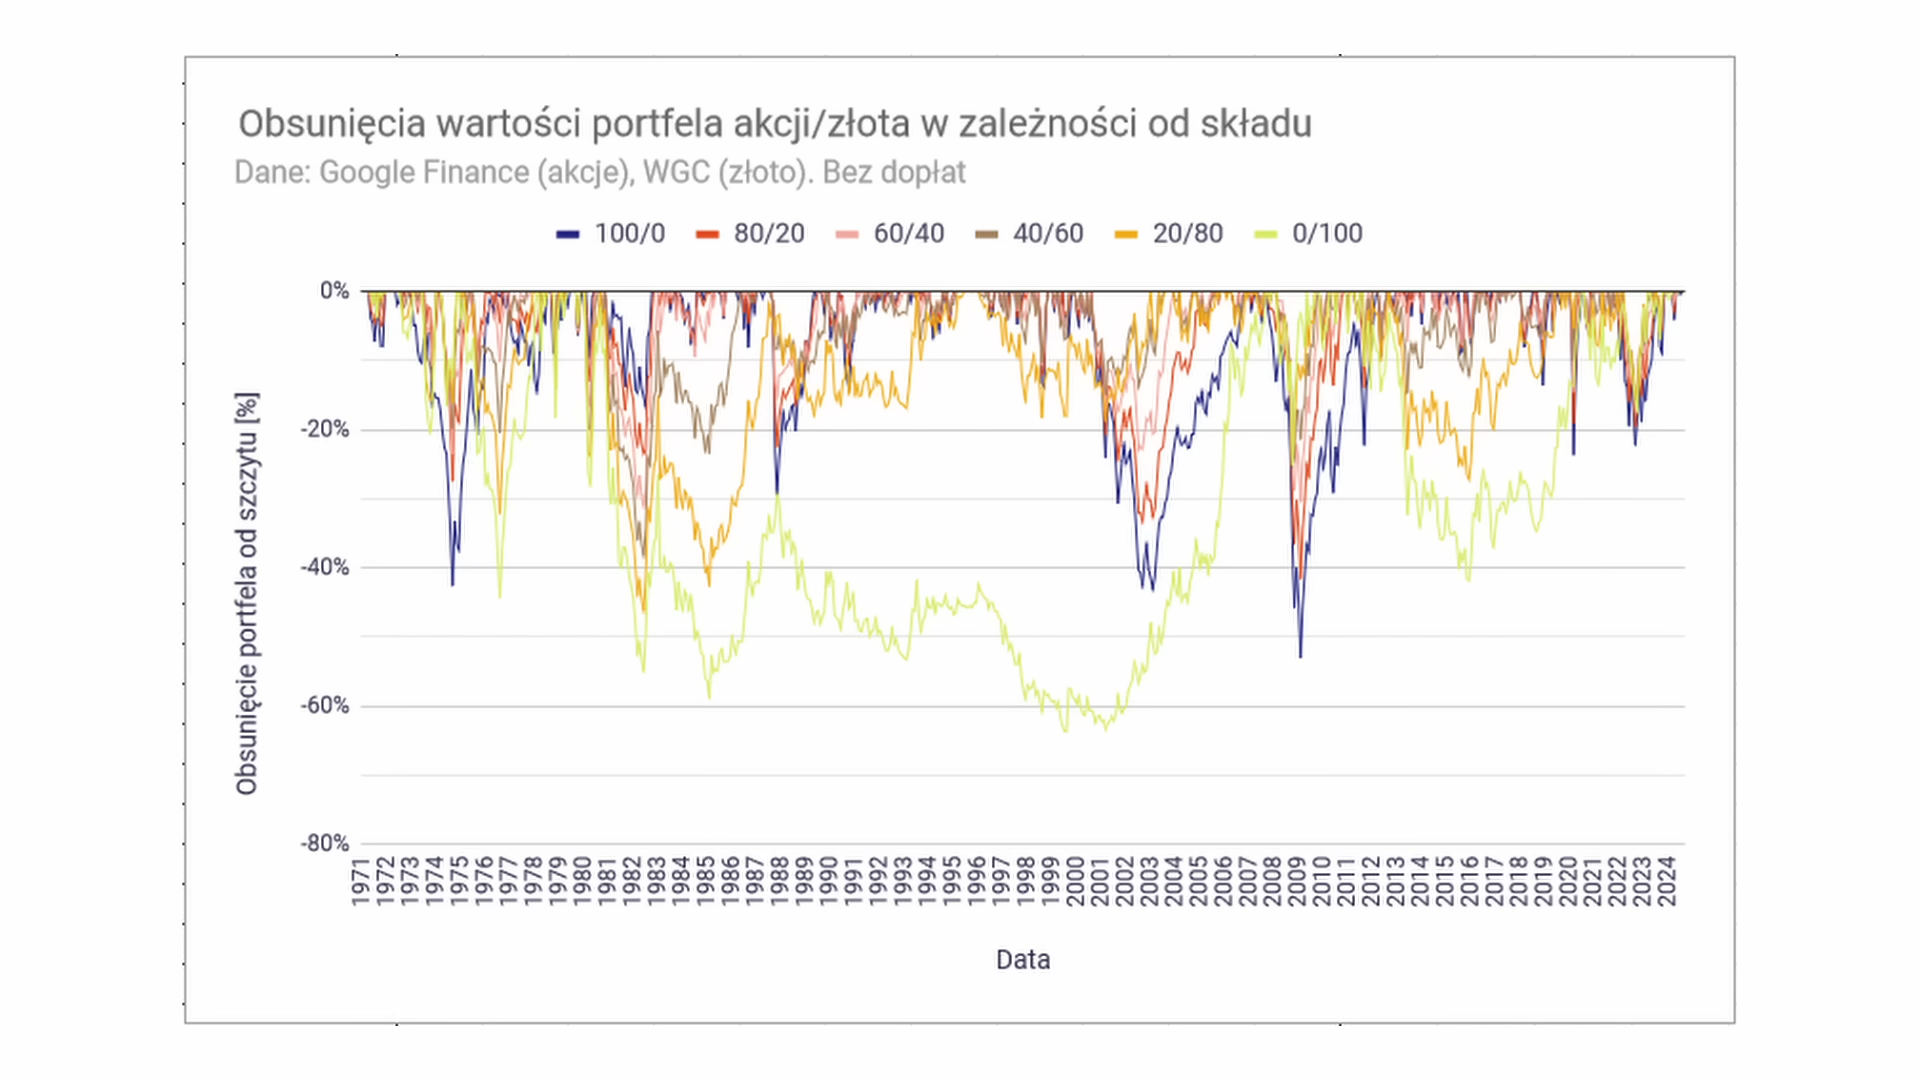 Obsunięcia wartości portfela akcji/złota w zależności od składu
Dane: Google Finance (akcje), WGC (złoto). Bez dopłat
100/0 80/20 60/40 40/60 20/80 0/100
Obsunięcie portfela od szczytu [%]
0%
-20%
-40%
-60%
-80%
1971 1972 1973 1974 1975 1976 1977 1978 1979 1980 1981 1982 1983 1984 1985 1986 1987 1988 1989 1990 1991 1992 1993 1994 1995 1996 1997 1998 1999 2000 2001 2002 2003 2004 2005 2006 2007 2008 2009 2010 2011 2012 2013 2014 2015 2016 2017 2018 2019 2020 2021 2022 2023 2024
Data